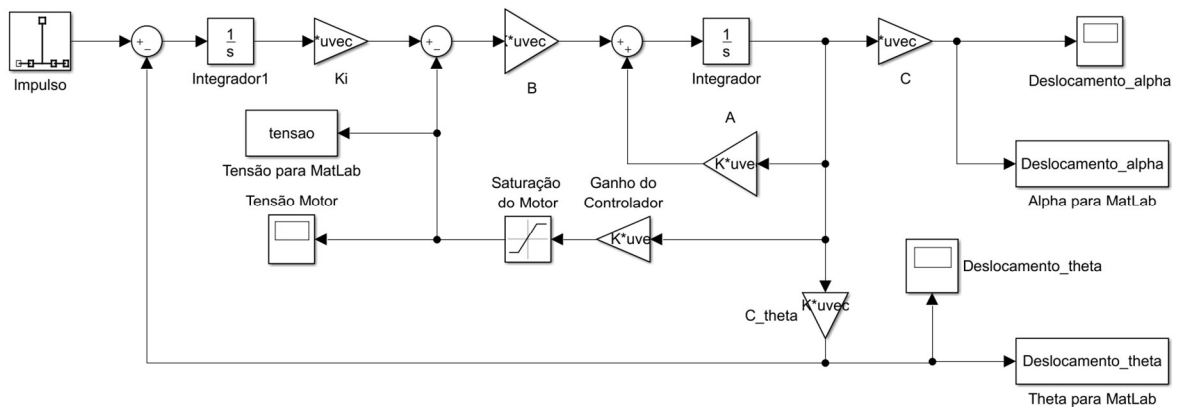 +
−
1
s
*uvec
+
−
K*uvec
+
+
1
s
*uvec
Impulso
Integrador1
Ki
B
Integrador
C
Deslocamento_alpha
A
tensao
Tensão para MatLab
K*uve
Deslocamento_alpha
Alpha para MatLab
Tensão Motor
Saturação
do Motor
Ganho do
Controlador
K*uve
Deslocamento_theta
C_theta
K*uvec
Deslocamento_theta
Theta para MatLab